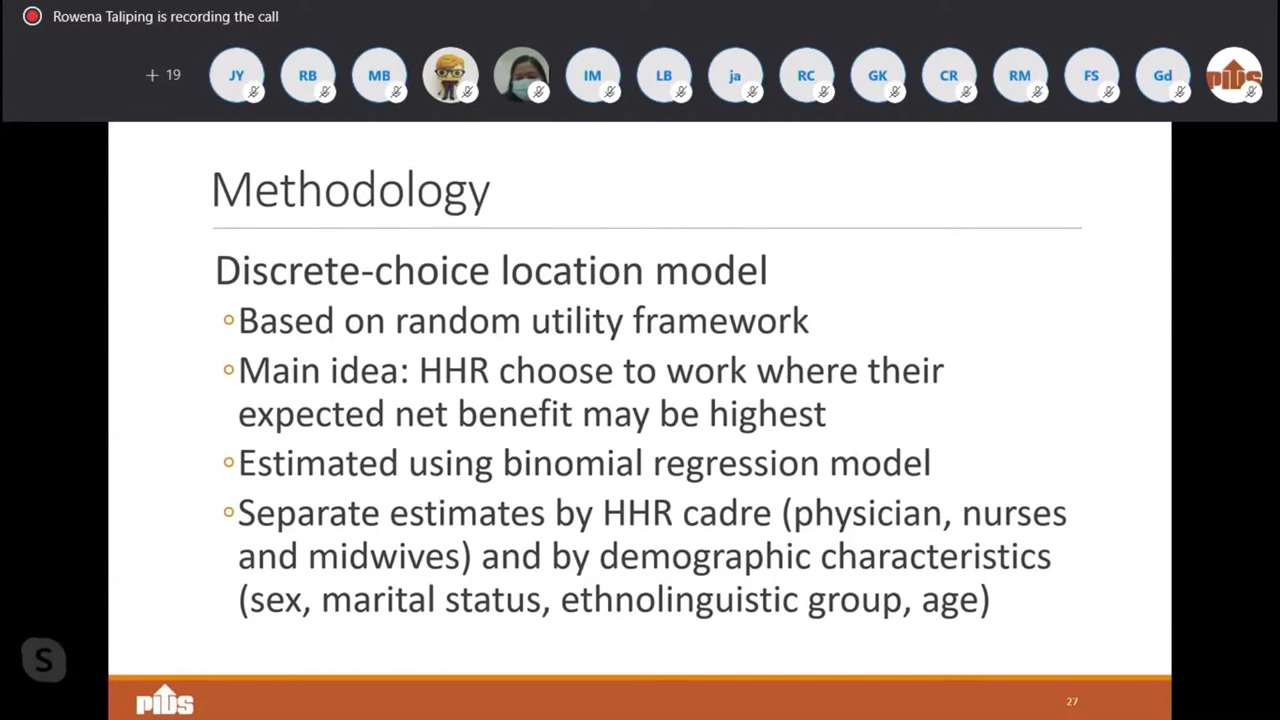 Rowena Taliping is recording the call
+ 19 JY RB MB IM LB ja RC GK CR RM FS Gd PIDS
Methodology
Discrete-choice location model
◦Based on random utility framework
◦Main idea: HHR choose to work where their
expected net benefit may be highest
◦Estimated using binomial regression model
◦Separate estimates by HHR cadre (physician, nurses
and midwives) and by demographic characteristics
(sex, marital status, ethnolinguistic group, age)
S
PIDS 27